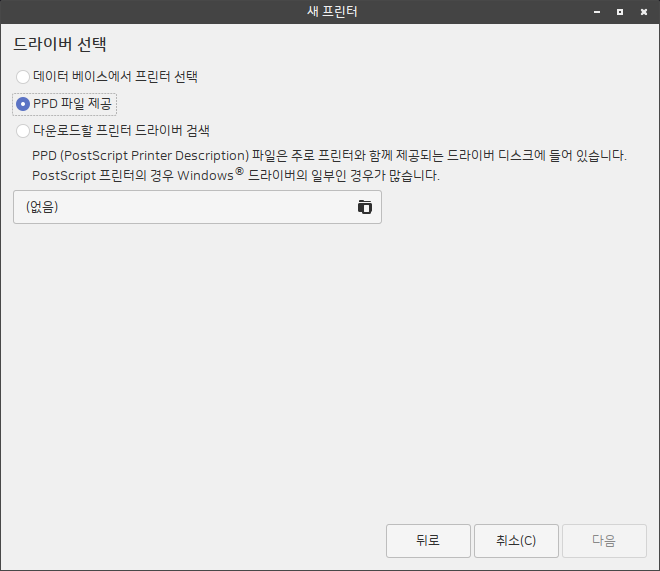 새 프린터
드라이버 선택
데이터 베이스에서 프린터 선택
PPD 파일 제공
다운로드할 프린터 드라이버 검색
PPD (PostScript Printer Description) 파일은 주로 프린터와 함께 제공되는 드라이버 디스크에 들어 있습니다.
PostScript 프린터의 경우 Windows® 드라이버의 일부인 경우가 많습니다.
(없음)
뒤로 취소(C) 다음